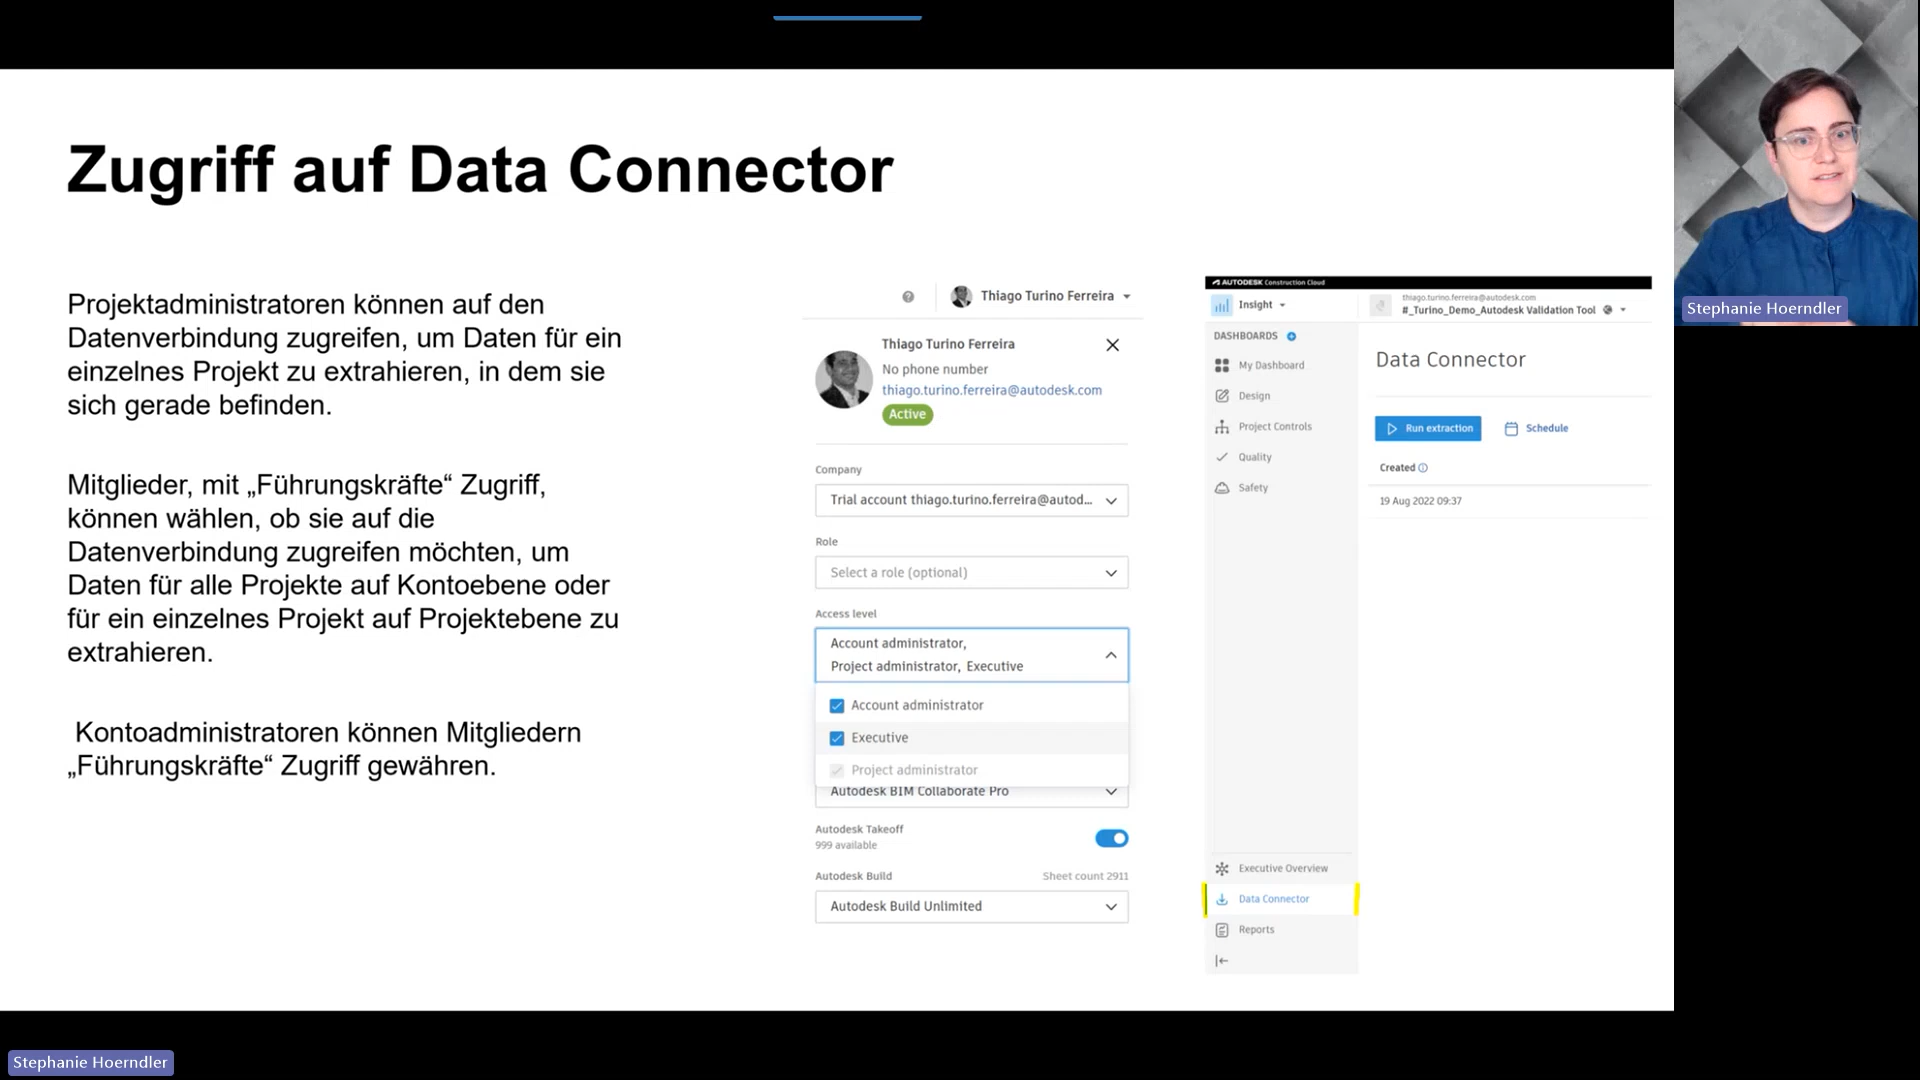 Zugriff auf Data Connector
Projektadministratoren können auf den
Datenverbindung zugreifen, um Daten für ein
einzelnes Projekt zu extrahieren, in dem sie
sich gerade befinden.
Mitglieder, mit „Führungskräfte“ Zugriff,
können wählen, ob sie auf die
Datenverbindung zugreifen möchten, um
Daten für alle Projekte auf Kontoebene oder
für ein einzelnes Projekt auf Projektebene zu
extrahieren.
Kontoadministratoren können Mitgliedern
„Führungskräfte“ Zugriff gewähren.
Thiago Turino Ferreira
Thiago Turino Ferreira
No phone number
thiago.turino.ferreira@autodesk.com
Active
Company
Trial account thiago.turino.ferreira@autod...
Role
Select a role (optional)
Access level
Account administrator,
Project administrator, Executive
Account administrator
Executive
Project administrator
Autodesk BIM Collaborate Pro
Autodesk Takeoff
999 available
Autodesk Build Sheet count 2911
Autodesk Build Unlimited
AUTODESK Construction Cloud
Insight
thiago.turino.ferreira@autodesk.com
#_Turino_Demo_Autodesk Validation Tool
DASHBOARDS
My Dashboard
Design
Project Controls
Quality
Safety
Executive Overview
Data Connector
Reports
Data Connector
Run extraction Schedule
Created
19 Aug 2022 09:37
Stephanie Hoerndler
Stephanie Hoerndler